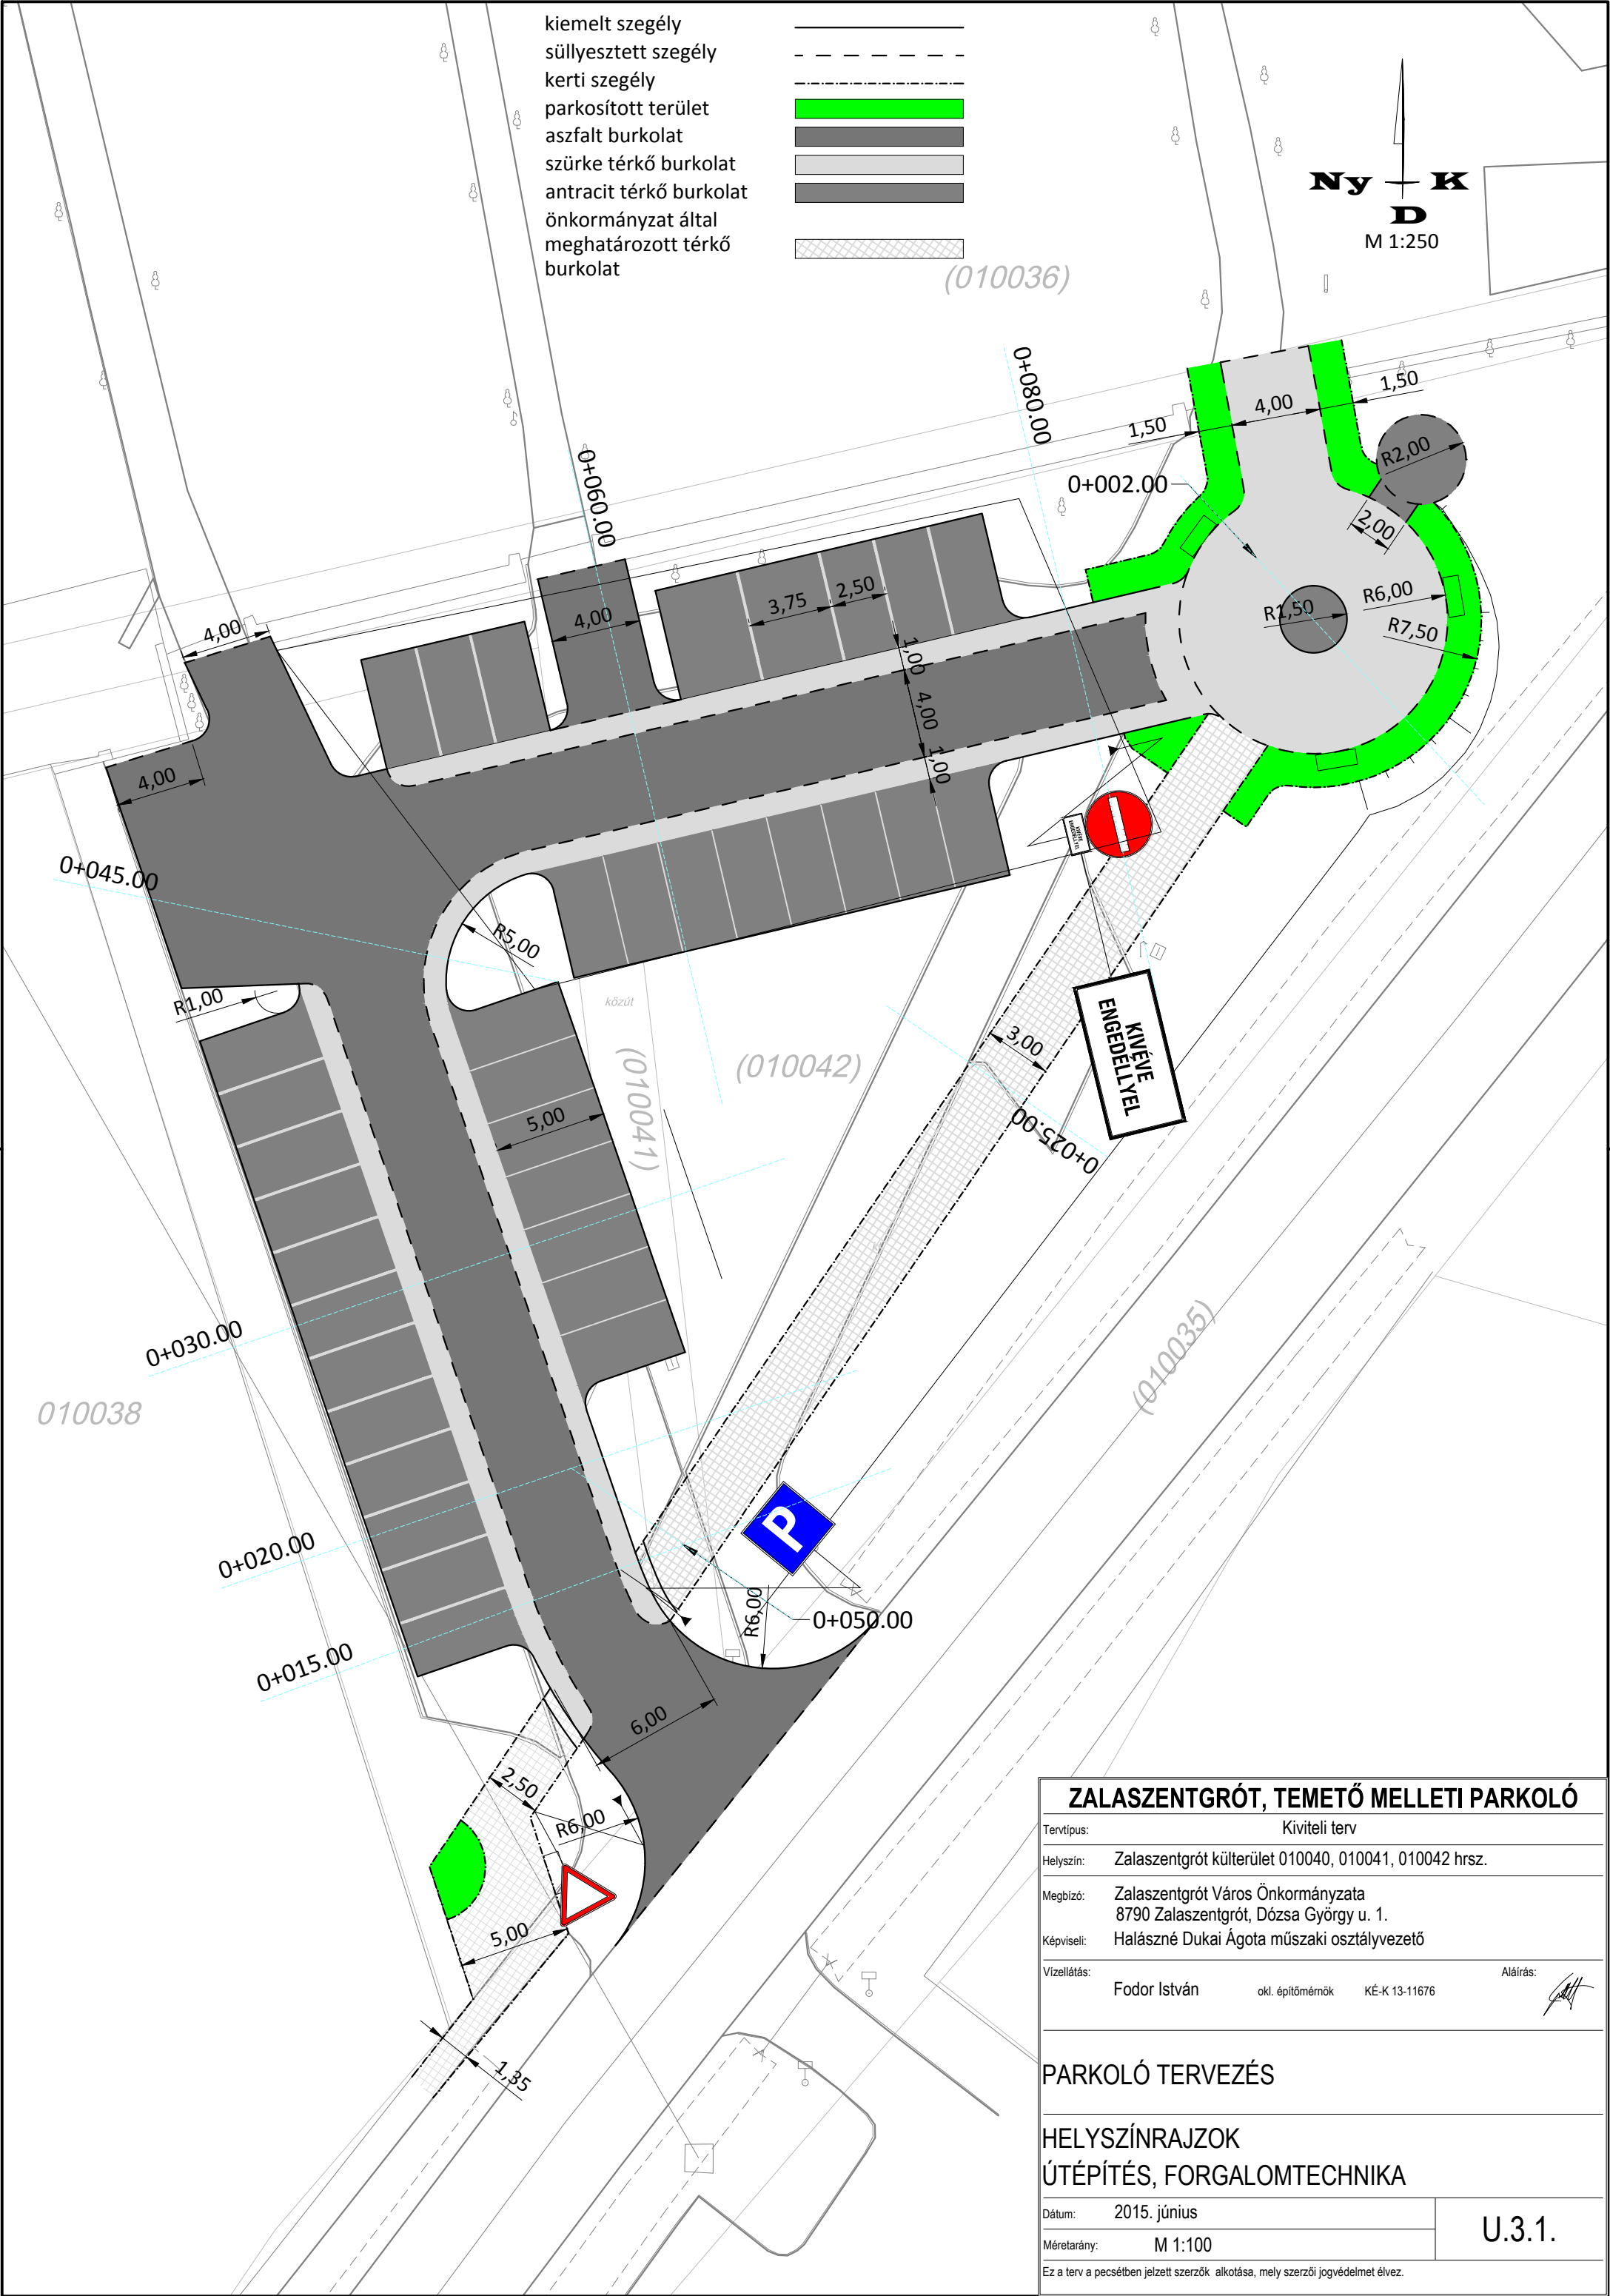 kiemelt szegély
süllyesztett szegély
kerti szegély
parkosított terület
aszfalt burkolat
szürke térkő burkolat
antracit térkő burkolat
önkormányzat által
meghatározott térkő
burkolat
Ny K
D
M 1:250
(010036)
0+080.00
1,50
4,00
1,50
0+060.00
0+002.00
R2,00
2,00
3,75
2,50
4,00
4,00
R1,50
R6,00
R7,50
1,00
4,00
1,00
4,00
KIVÉVE
ENGEDÉLLYEL
0+045.00
R5,00
R1,00
közút
3,00
KIVÉVE
ENGEDÉLLYEL
(010042)
(010041)
5,00
0+025.00
0+030.00
(010035)
010038
P
0+020.00
R6,00
0+050.00
0+015.00
6,00
2,50
R6,00
5,00
1,35
ZALASZENTGRÓT, TEMETŐ MELLETI PARKOLÓ
Tervtípus: Kiviteli terv
Helyszín: Zalaszentgrót külterület 010040, 010041, 010042 hrsz.
Megbízó: Zalaszentgrót Város Önkormányzata
8790 Zalaszentgrót, Dózsa György u. 1.
Képviseli: Halászné Dukai Ágota műszaki osztályvezető
Vízellátás: Aláírás:
Fodor István okl. építőmérnök KÉ-K 13-11676
PARKOLÓ TERVEZÉS
HELYSZÍNRAJZOK
ÚTÉPÍTÉS, FORGALOMTECHNIKA
Dátum: 2015. június
U.3.1.
Méretarány: M 1:100
Ez a terv a pecsétben jelzett szerzők alkotása, mely szerzői jogvédelmet élvez.